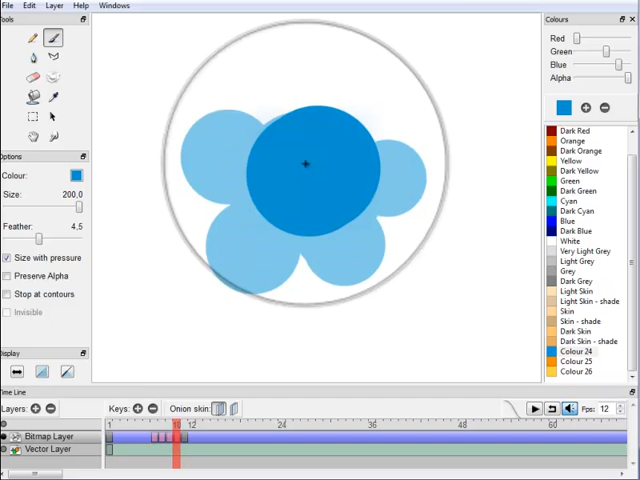 File Edit Layer Help Windows
Tools
Options
Colour:
Size: 200,0
Feather: 4,5
Size with pressure
Preserve Alpha
Stop at contours
Invisible
Display
Colours
Red
Green
Blue
Alpha
Dark Red
Orange
Dark Orange
Yellow
Dark Yellow
Green
Dark Green
Cyan
Dark Cyan
Blue
Dark Blue
White
Very Light Grey
Light Grey
Grey
Dark Grey
Light Skin
Light Skin - shade
Skin
Skin - shade
Dark Skin
Dark Skin - shade
Colour 24
Colour 25
Colour 26
Time Line
Layers: Keys: Onion skin: Fps: 12
1 10 12 24 36 48 60
Bitmap Layer
Vector Layer